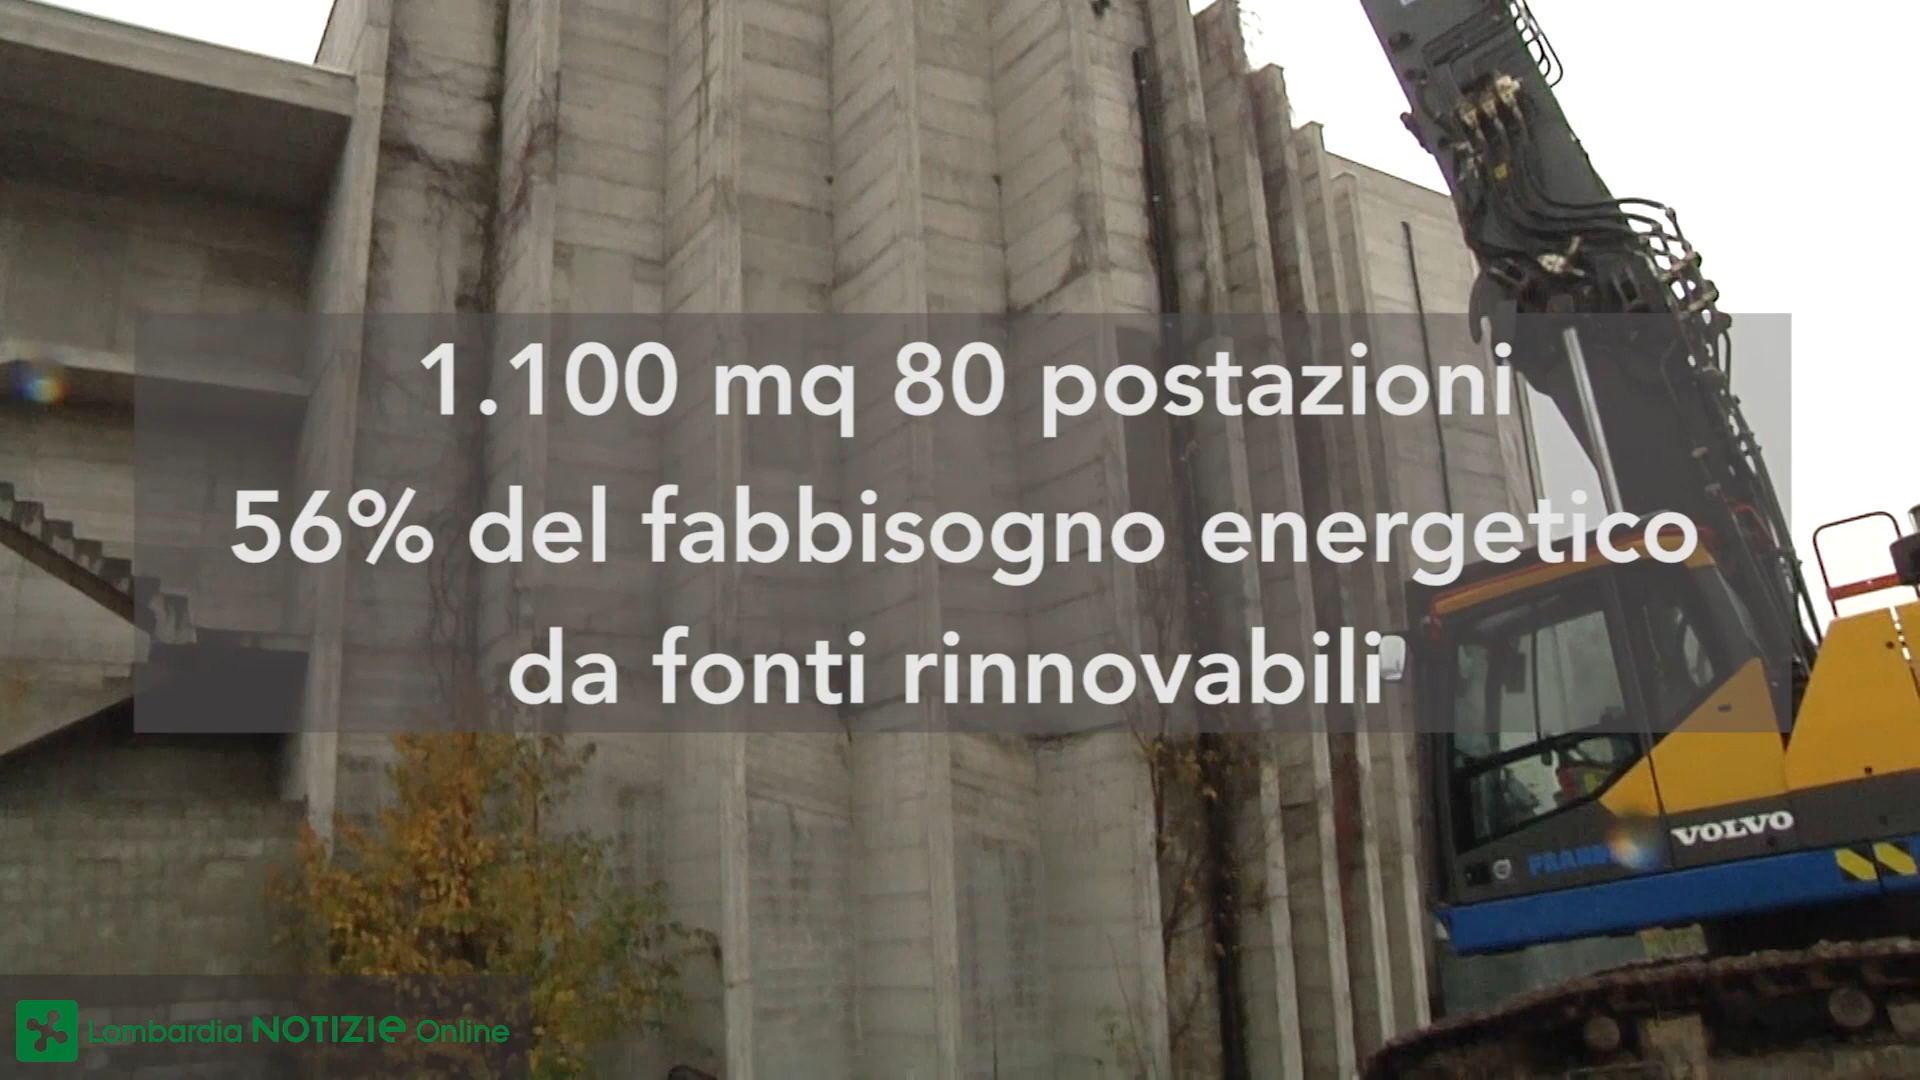 1.100 mq 80 postazioni
56% del fabbisogno energetico
da fonti rinnovabili
VOLVO
Lombardia NOTIZIE Online